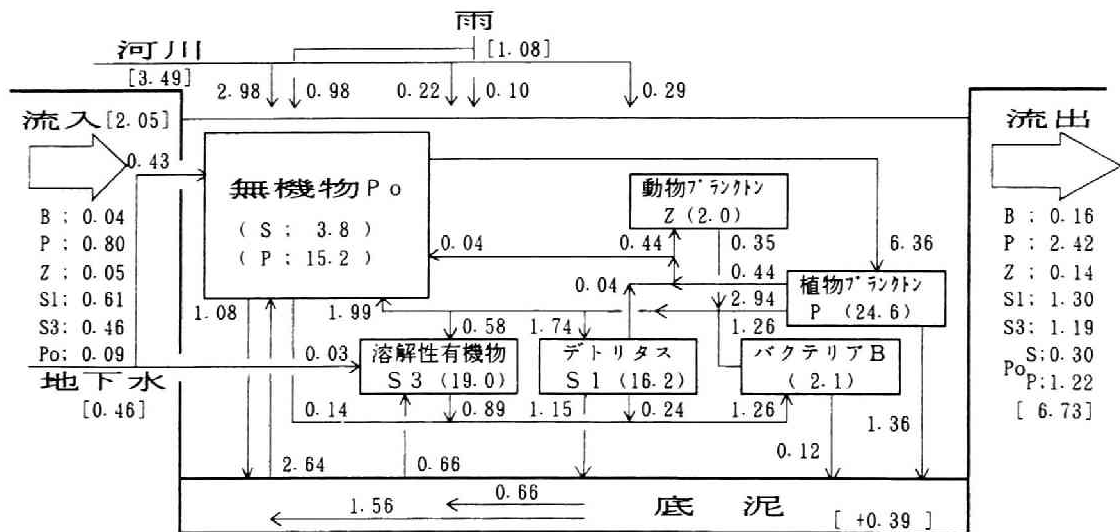 雨
[1.08]
河川
[3.49]
2.98 0.98 0.22 0.10 0.29
流入[2.05]
0.43
B ; 0.04
P ; 0.80
Z ; 0.05
S1; 0.61
S3; 0.46
Po; 0.09
地下水
[0.46]
無機物Po
( S ; 3.8 )
( P ; 15.2 )
動物プランクトン
Z (2.0)
0.04 0.44 0.35 6.36
0.04 0.44
植物プランクトン
P (24.6)
1.08 1.99 0.58 1.74 2.94 1.26
0.03
溶解性有機物
S3 (19.0)
デトリタス
S1 (16.2)
バクテリアB
(2.1)
0.14 0.89 1.15 0.24 1.26 1.36
2.64 0.66 0.12
0.66
1.56
底泥
[ +0.39 ]
流出
B ; 0.16
P ; 2.42
Z ; 0.14
S1; 1.30
S3; 1.19
Po S; 0.30
P; 1.22
[ 6.73]